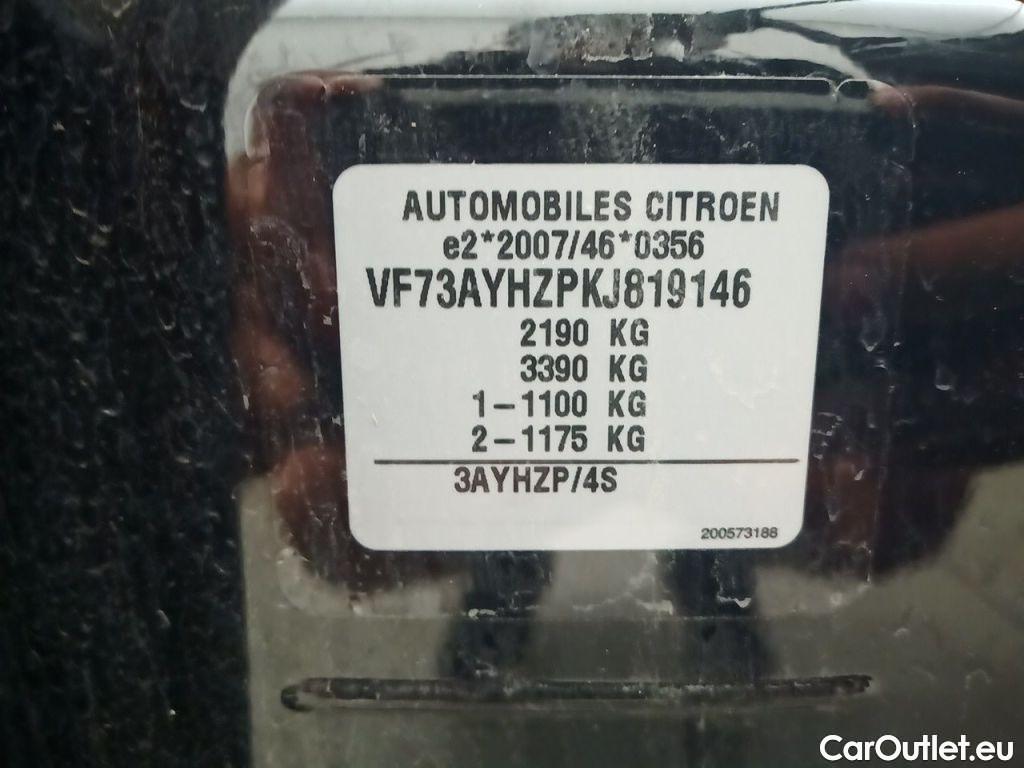 AUTOMOBILES CITROEN
e2*2007/46*0356
VF73AYHZPKJ819146
2190 KG
3390 KG
1-1100 KG
2-1175 KG
3AYHZP/4S
200573188
CarOutlet.eu